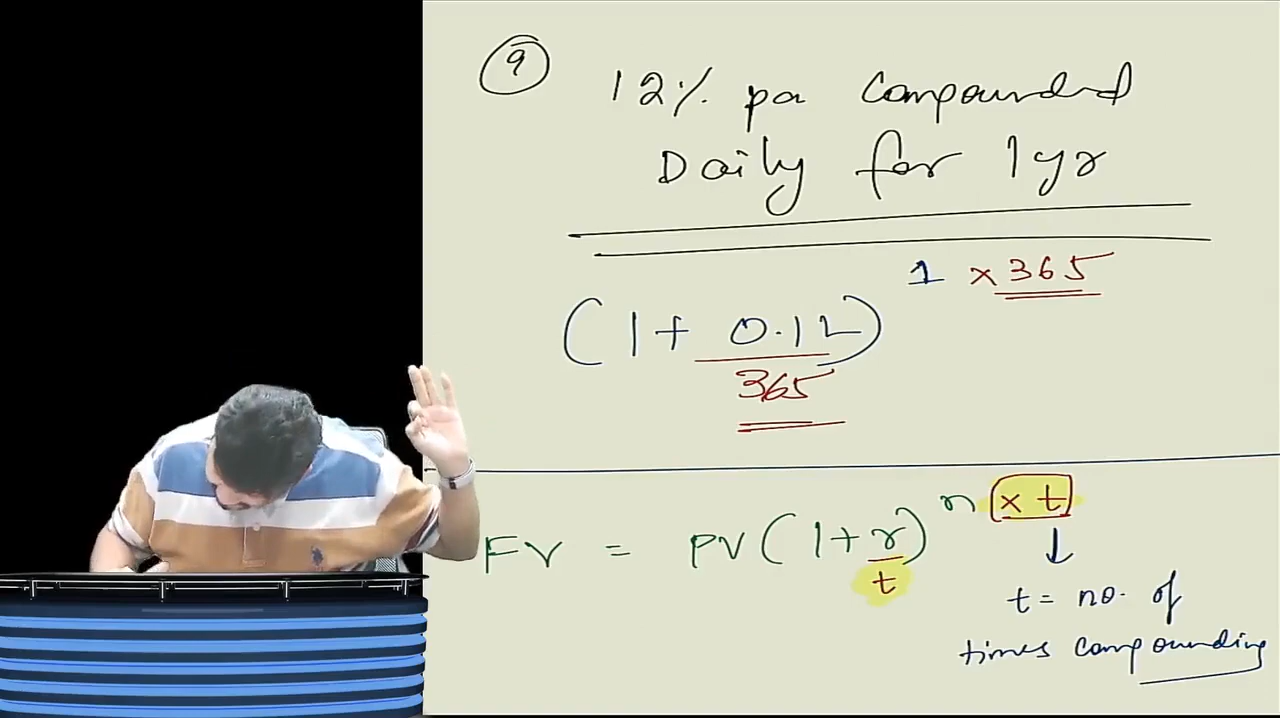 9
12% pa compounded
Daily for 1yr
(1 + 0.12/365)^1 × 365
FV = PV(1 + r/t)^n × t
t = no. of
times compounding